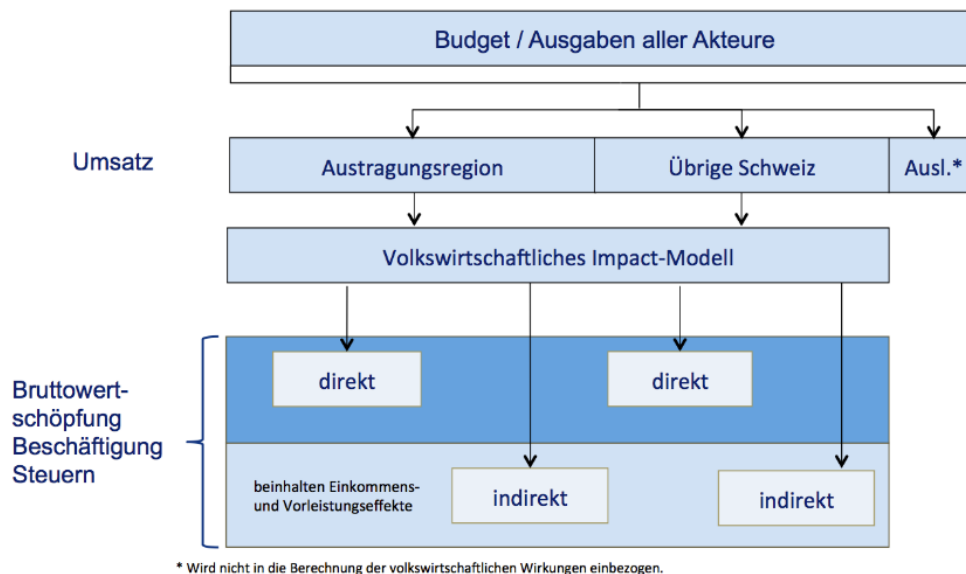 Budget / Ausgaben aller Akteure
Umsatz
Austragungsregion
Übrige Schweiz
Ausl.*
Volkswirtschaftliches Impact-Modell
direkt
direkt
Bruttowert-
schöpfung
Beschäftigung
Steuern
beinhalten Einkommens-
und Vorleistungseffekte
indirekt
indirekt
* Wird nicht in die Berechnung der volkswirtschaftlichen Wirkungen einbezogen.